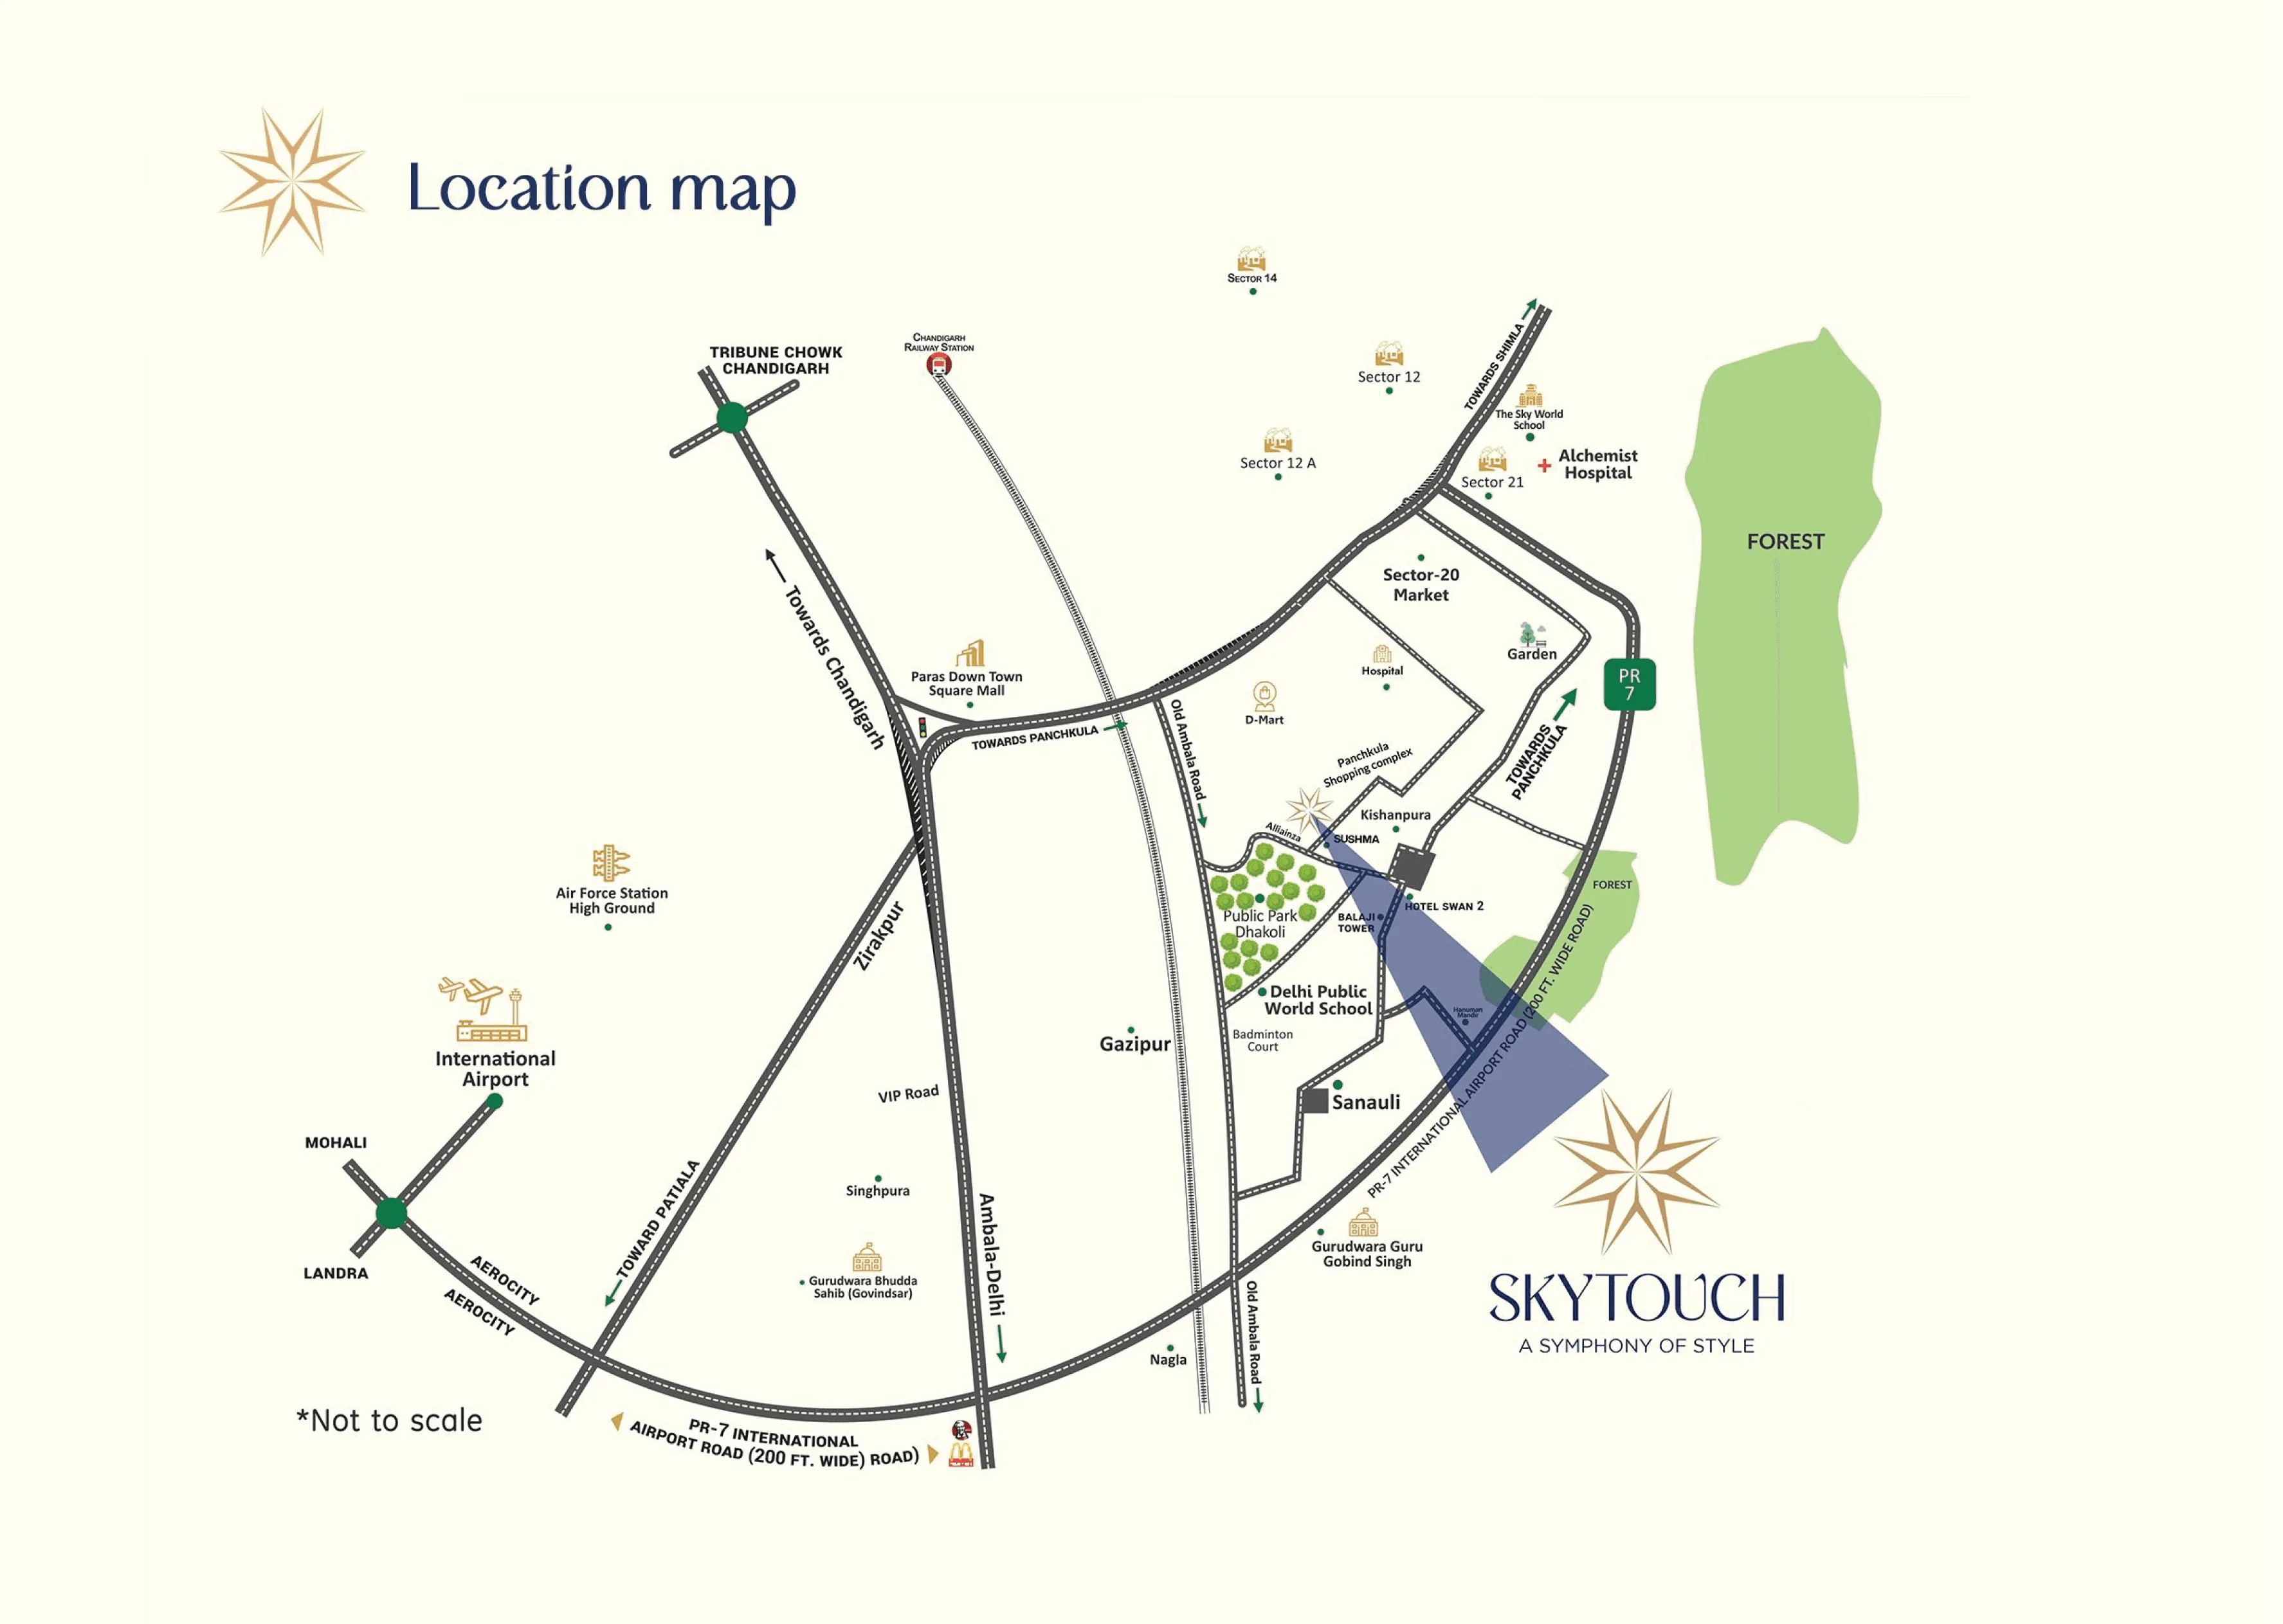 Location map
SECTOR 14
CHANDIGARH
RAILWAY STATION
TRIBUNE CHOWK
CHANDIGARH
Sector 12
TOWARDS SHIMLA
The Sky World
School
Sector 12 A
Alchemist
Hospital
Sector 21
FOREST
Sector-20
Market
Towards Chandigarh
Garden
Hospital
Paras Down Town
Square Mall
PR
7
D-Mart
TOWARDS PANCHKULA
Old Ambala Road
Panchkula
Shopping complex
TOWARDS
PANCHKULA
Kishanpura
Alliainza
SUSHMA
FOREST
Air Force Station
High Ground
HOTEL SWAN 2
Public Park
Dhakoli
BALAJI
TOWER
Zirakpur
Delhi Public
World School
Hanuman
Mandir
Badminton
Court
Gazipur
International
Airport
VIP Road
Sanauli
PR-7 INTERNATIONAL AIRPORT ROAD (200 FT. WIDE ROAD)
MOHALI
Singhpura
TOWARD PATIALA
Ambala-Delhi
Gurudwara Guru
Gobind Singh
LANDRA
AEROCITY
AEROCITY
Gurudwara Bhudda
Sahib (Govindsar)
SKYTOUCH
A SYMPHONY OF STYLE
Old Ambala Road
Nagla
*Not to scale
PR-7 INTERNATIONAL
AIRPORT ROAD (200 FT. WIDE) ROAD)